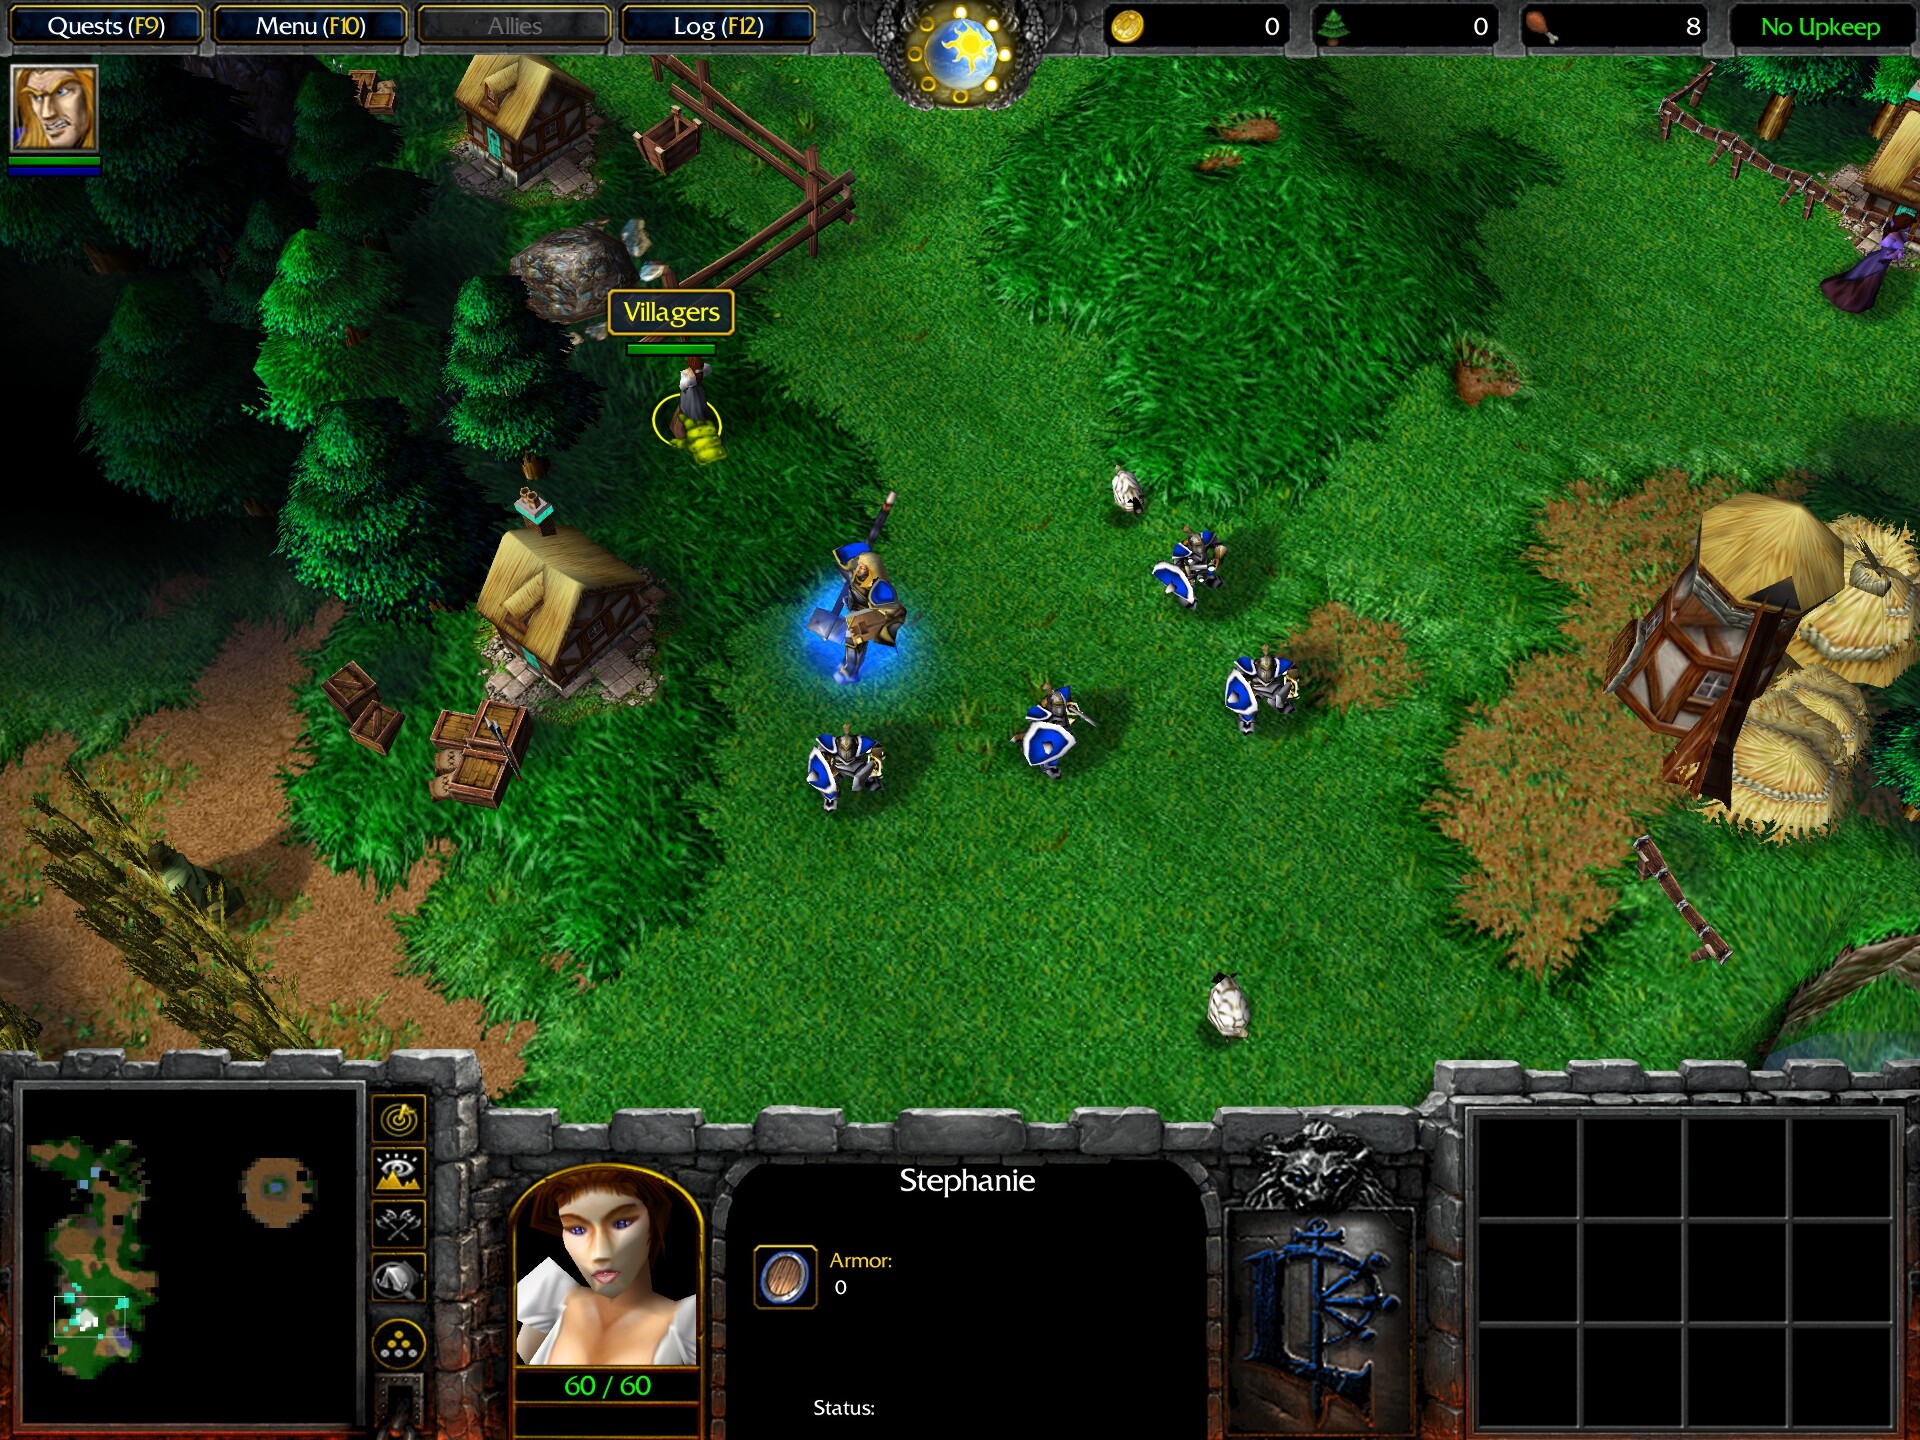 Quests (F9) Menu (F10) Allies Log (F12) 0 0 8 No Upkeep
Villagers
Stephanie
Armor:
0
60 / 60
Status: